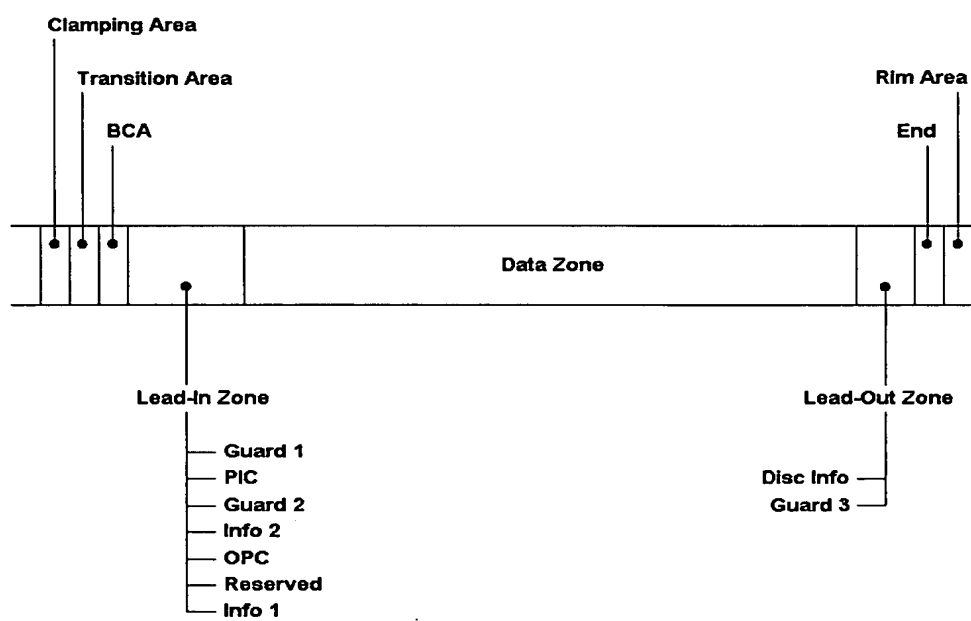 Clamping Area
Transition Area
Rim Area
BCA
End
Data Zone
Lead-In Zone
Lead-Out Zone
Guard 1
PIC
Disc Info
Guard 2
Guard 3
Info 2
OPC
Reserved
Info 1